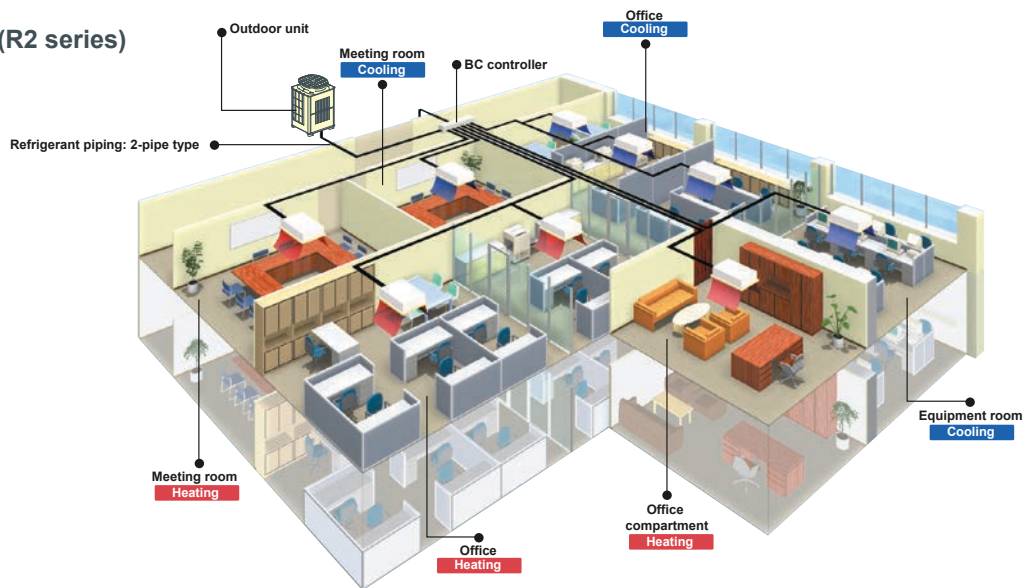 (R2 series)
Outdoor unit
Office
Cooling
Meeting room
Cooling
BC controller
Refrigerant piping: 2-pipe type
Equipment room
Cooling
Meeting room
Heating
Office
compartment
Heating
Office
Heating